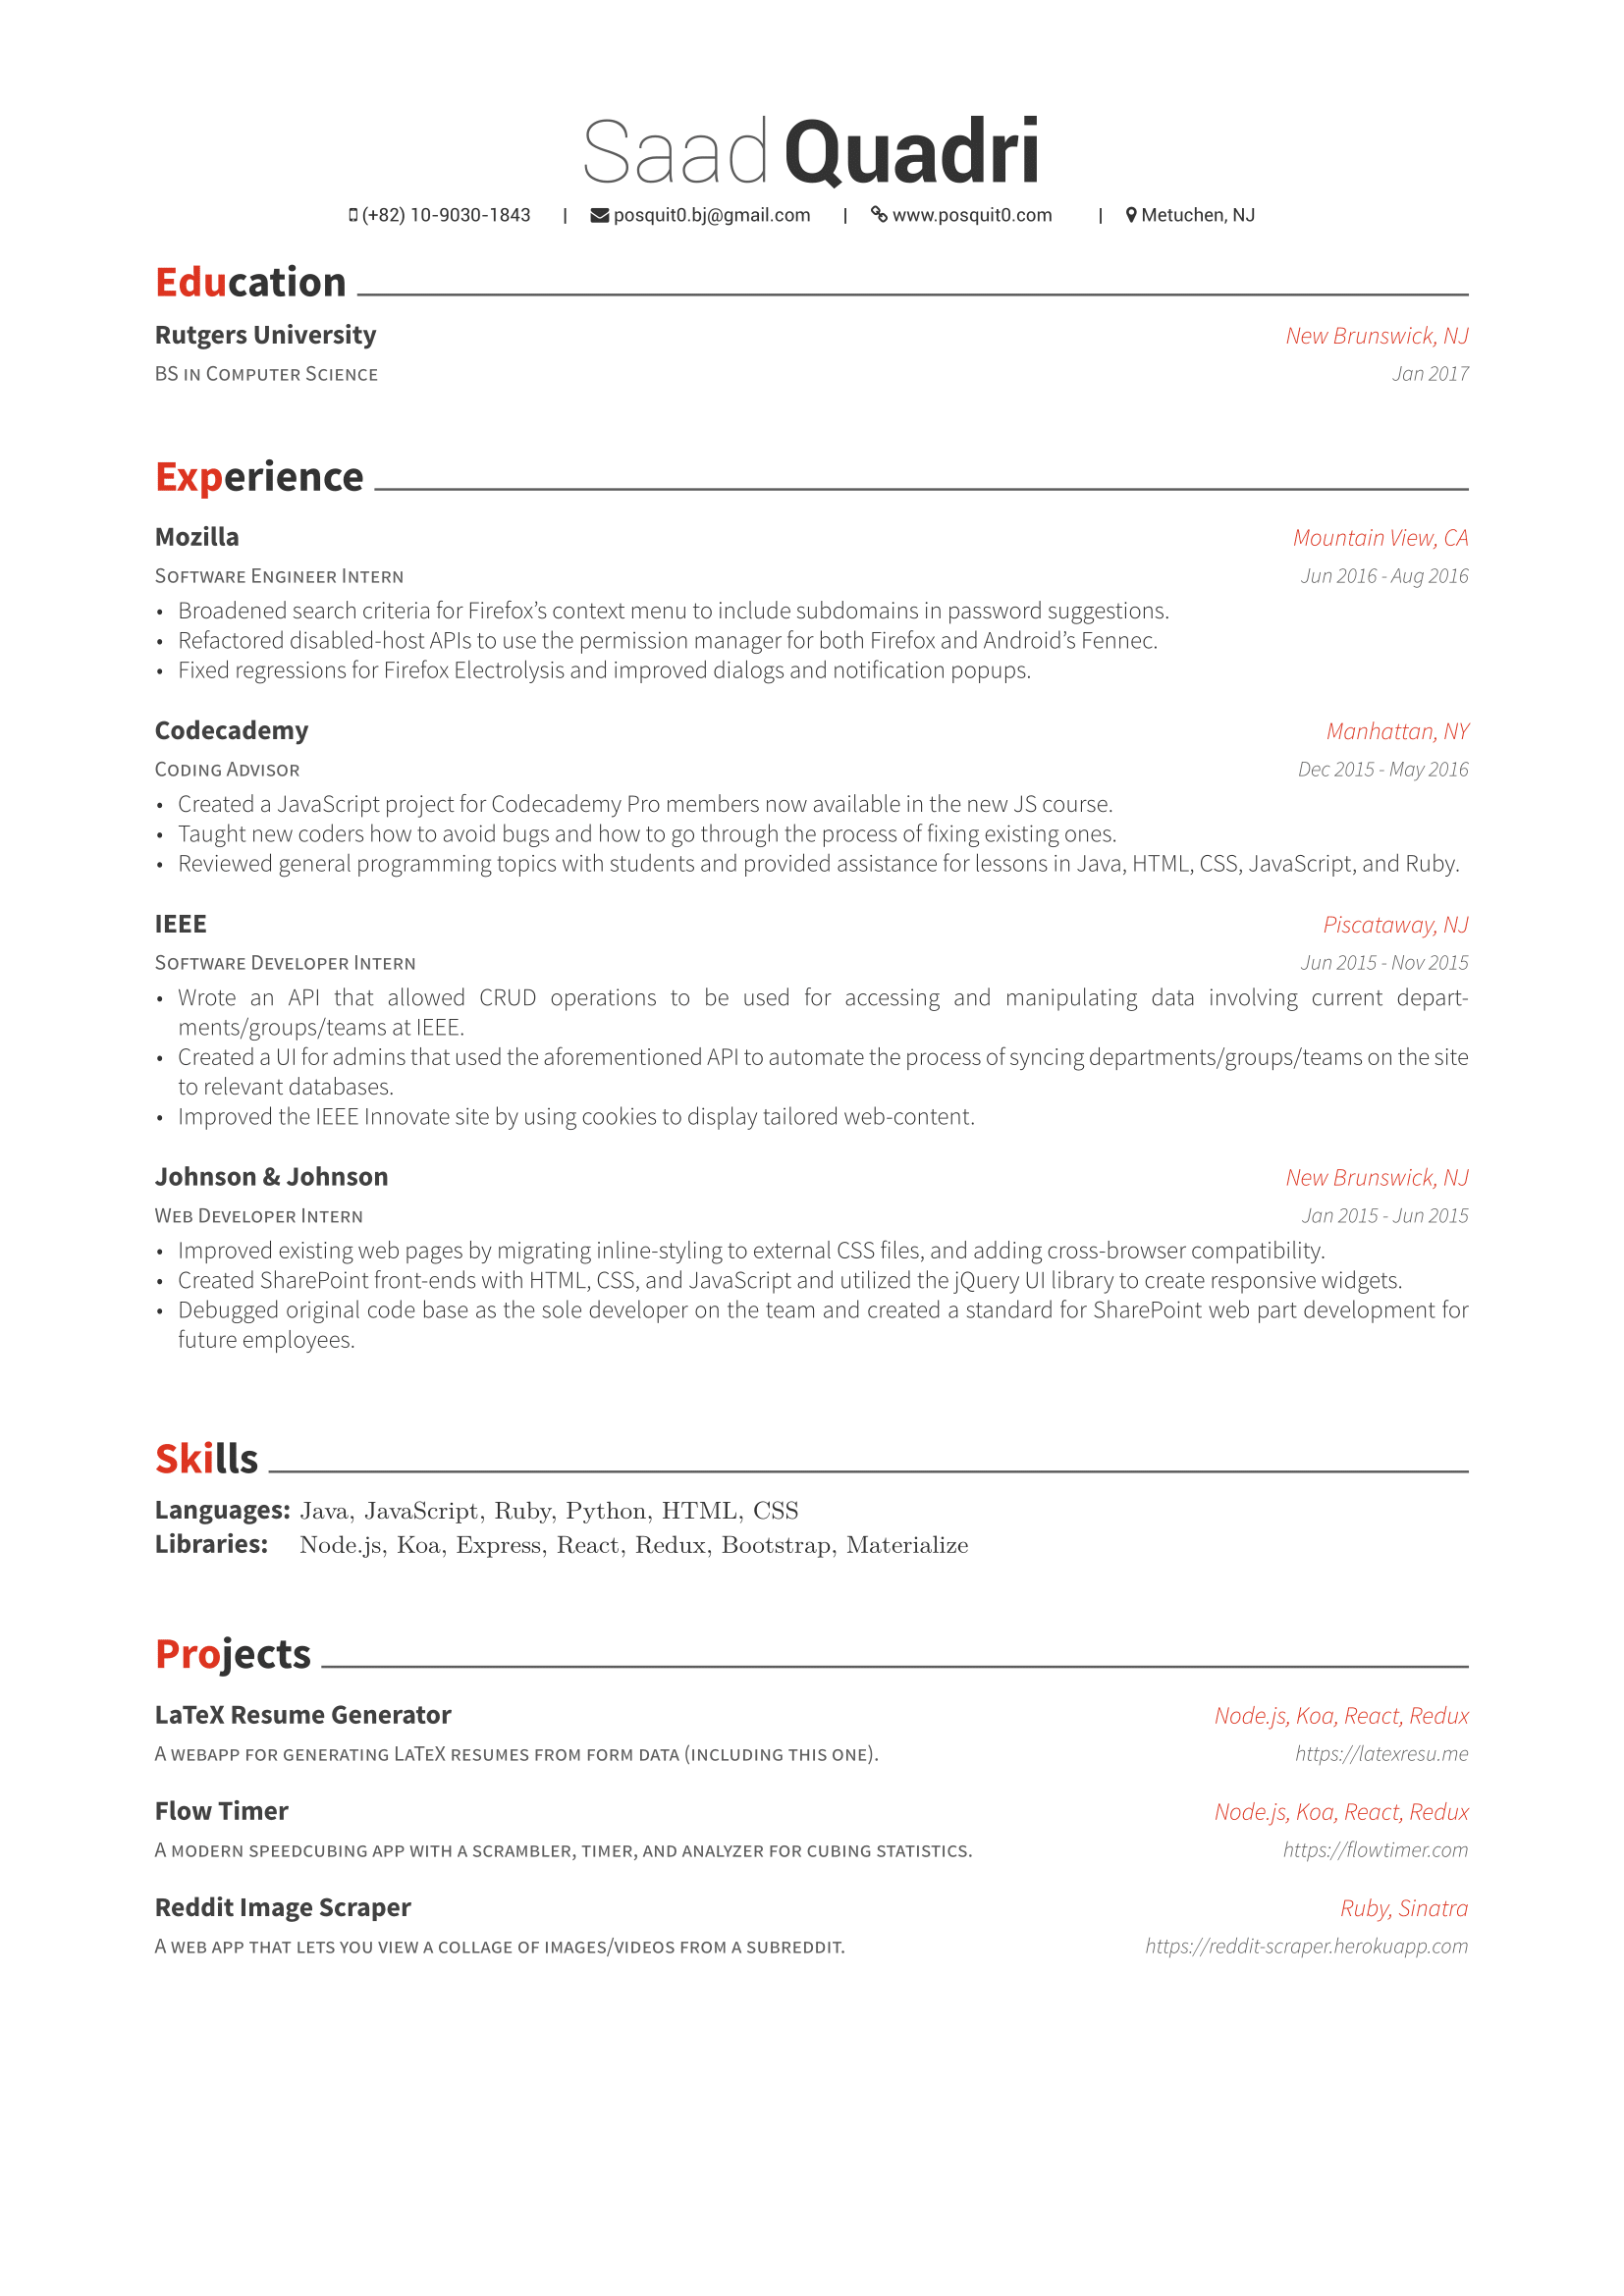 Saad Quadri
(+82) 10-9030-1843 | posquit0.bj@gmail.com | www.posquit0.com | Metuchen, NJ
Education
Rutgers University New Brunswick, NJ
BS in Computer Science Jan 2017
Experience
Mozilla Mountain View, CA
Software Engineer Intern Jun 2016 - Aug 2016
• Broadened search criteria for Firefox's context menu to include subdomains in password suggestions.
• Refactored disabled-host APIs to use the permission manager for both Firefox and Android's Fennec.
• Fixed regressions for Firefox Electrolysis and improved dialogs and notification popups.
Codecademy Manhattan, NY
Coding Advisor Dec 2015 - May 2016
• Created a JavaScript project for Codecademy Pro members now available in the new JS course.
• Taught new coders how to avoid bugs and how to go through the process of fixing existing ones.
• Reviewed general programming topics with students and provided assistance for lessons in Java, HTML, CSS, JavaScript, and Ruby.
IEEE Piscataway, NJ
Software Developer Intern Jun 2015 - Nov 2015
• Wrote an API that allowed CRUD operations to be used for accessing and manipulating data involving current depart-
ments/groups/teams at IEEE.
• Created a UI for admins that used the aforementioned API to automate the process of syncing departments/groups/teams on the site
to relevant databases.
• Improved the IEEE Innovate site by using cookies to display tailored web-content.
Johnson & Johnson New Brunswick, NJ
Web Developer Intern Jan 2015 - Jun 2015
• Improved existing web pages by migrating inline-styling to external CSS files, and adding cross-browser compatibility.
• Created SharePoint front-ends with HTML, CSS, and JavaScript and utilized the jQuery UI library to create responsive widgets.
• Debugged original code base as the sole developer on the team and created a standard for SharePoint web part development for
future employees.
Skills
Languages: Java, JavaScript, Ruby, Python, HTML, CSS
Libraries: Node.js, Koa, Express, React, Redux, Bootstrap, Materialize
Projects
LaTeX Resume Generator Node.js, Koa, React, Redux
A webapp for generating LaTeX resumes from form data (including this one). https://latexresu.me
Flow Timer Node.js, Koa, React, Redux
A modern speedcubing app with a scrambler, timer, and analyzer for cubing statistics. https://flowtimer.com
Reddit Image Scraper Ruby, Sinatra
A web app that lets you view a collage of images/videos from a subreddit. https://reddit-scraper.herokuapp.com